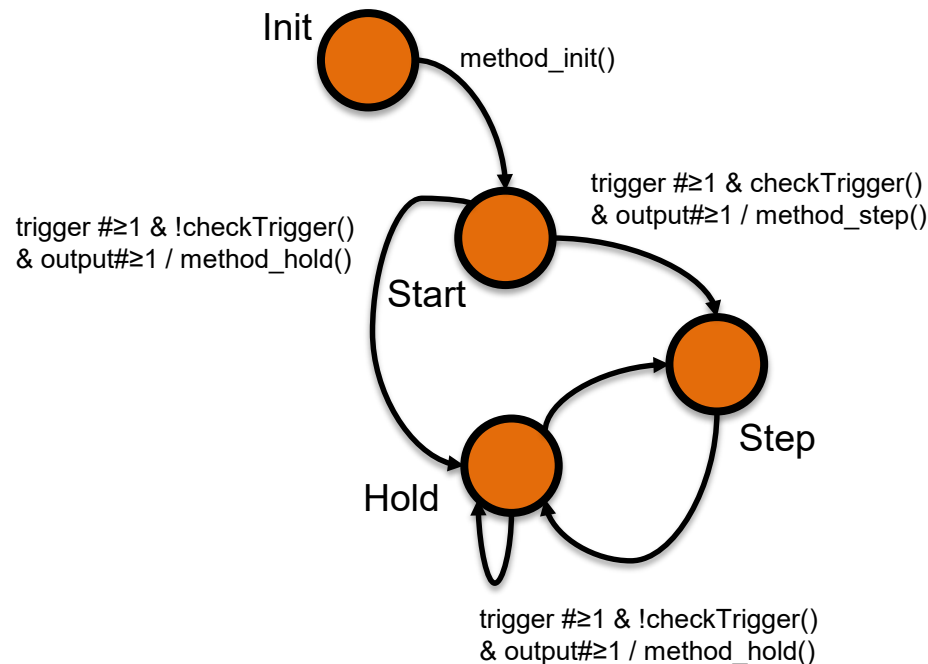 Init
method_init()
trigger #≥1 & checkTrigger()
& output#≥1 / method_step()
trigger #≥1 & !checkTrigger()
& output#≥1 / method_hold()
Start
Step
Hold
trigger #≥1 & !checkTrigger()
& output#≥1 / method_hold()